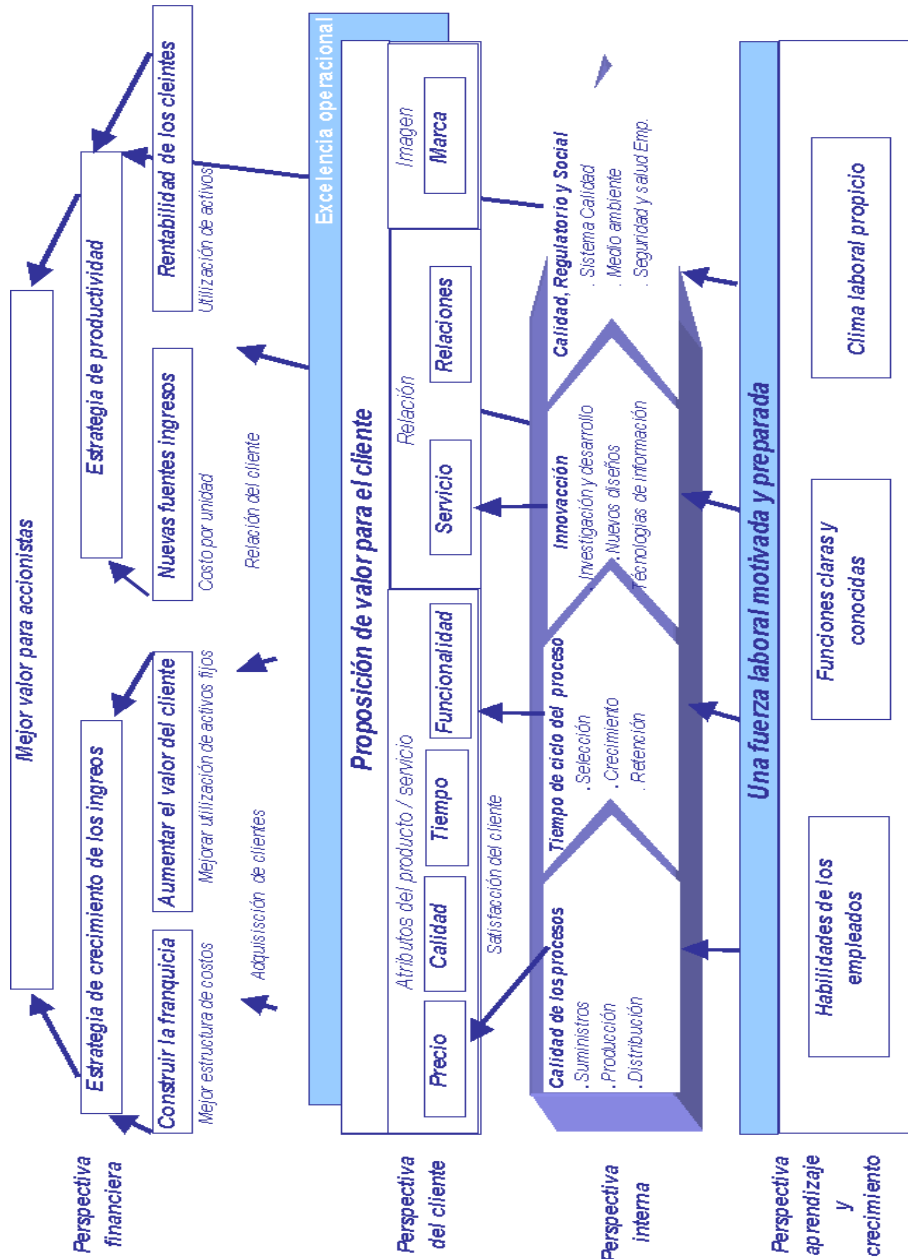 Perspectiva
financiera
Mejor valor para accionistas
Estrategia de crecimiento de los ingreos
Estrategia de productividad
Construir la franquicia
Aumentar el valor del cliente
Nuevas fuentes ingresos
Rentabilidad de los cleintes
Mejor estructura de costos
Mejorar utilización de activos fijos
Costo por unidad
Utilización de activos
Adquisisción de clientes
Relación del cliente
Perspectiva
del cliente
Excelencia operacional
Proposición de valor para el cliente
Atributos del producto / servicio
Relación
Imagen
Precio
Calidad
Tiempo
Funcionalidad
Servicio
Relaciones
Marca
Satisfacción del cliente
Perspectiva
interna
Calidad de los procesos
. Suministros
. Producción
. Distribución
Tiempo de ciclo del proceso
. Selección
. Crecimiento
. Retención
Innovacción
.Investigación y desarrollo
. Nuevos diseños
Técnologías de información
Calidad, Regulatorio y Social
. Sistema Calidad
. Medio ambiente
. Seguridad y salud Emp.
Perspectiva
aprendizaje
y
crecimiento
Una fuerza laboral motivada y preparada
Habilidades de los
empleados
Funciones claras y
conocidas
Clima laboral propicio